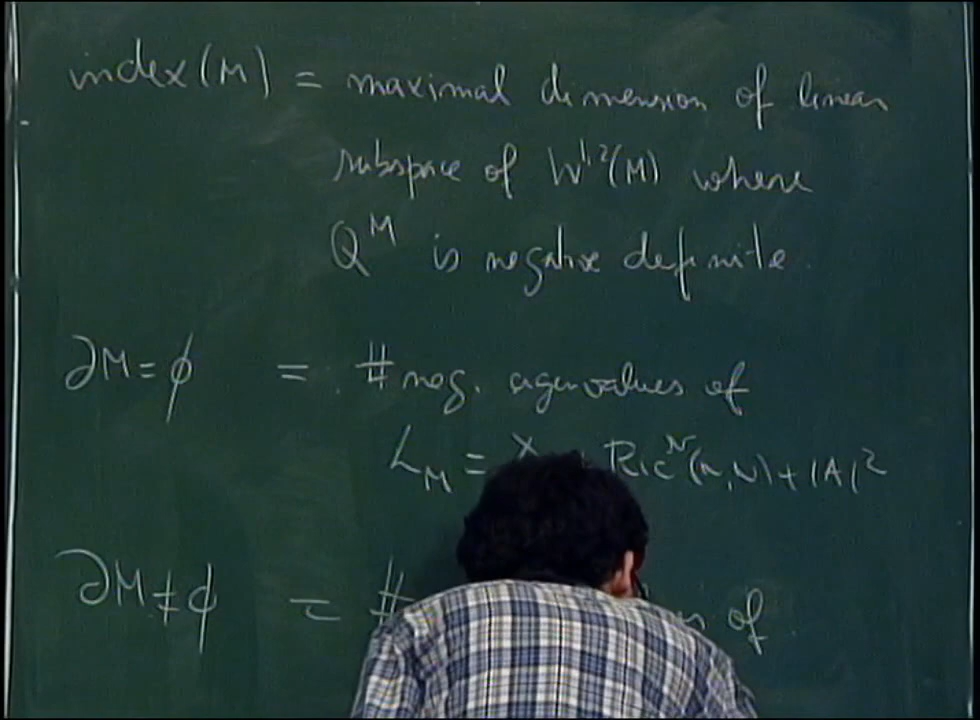 index(M) = maximal dimension of linear
subspace of W^{1,2}(M) where
Q^M is negative definite
∂M = ϕ = # neg. eigenvalues of
L_M = + Ric^N(N,N) + |A|^2
∂M ≠ ϕ = # of